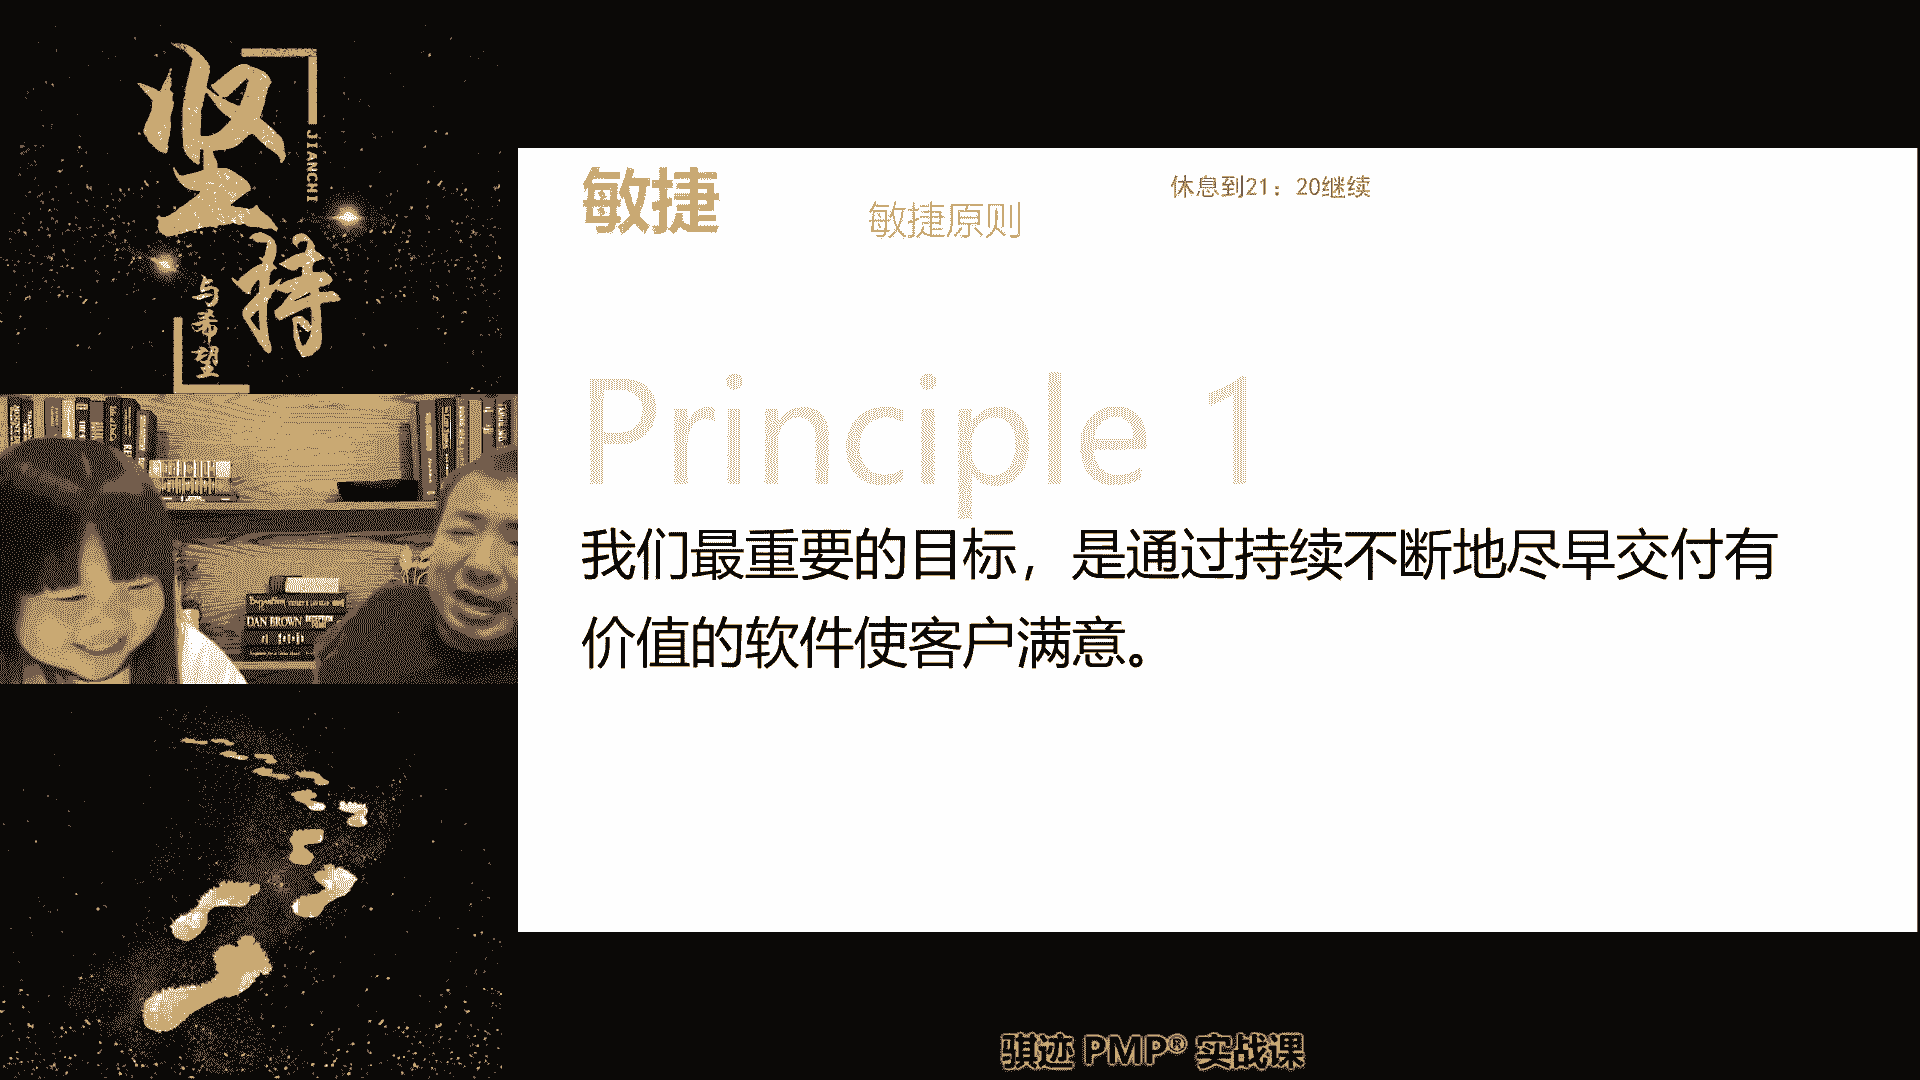 坚持
JIANCHI
与希望
DAN BROWN
敏捷
敏捷原则
休息到21：20继续
Principle 1
我们最重要的目标，是通过持续不断地尽早交付有
价值的软件使客户满意。
骐迹 PMP® 实战课